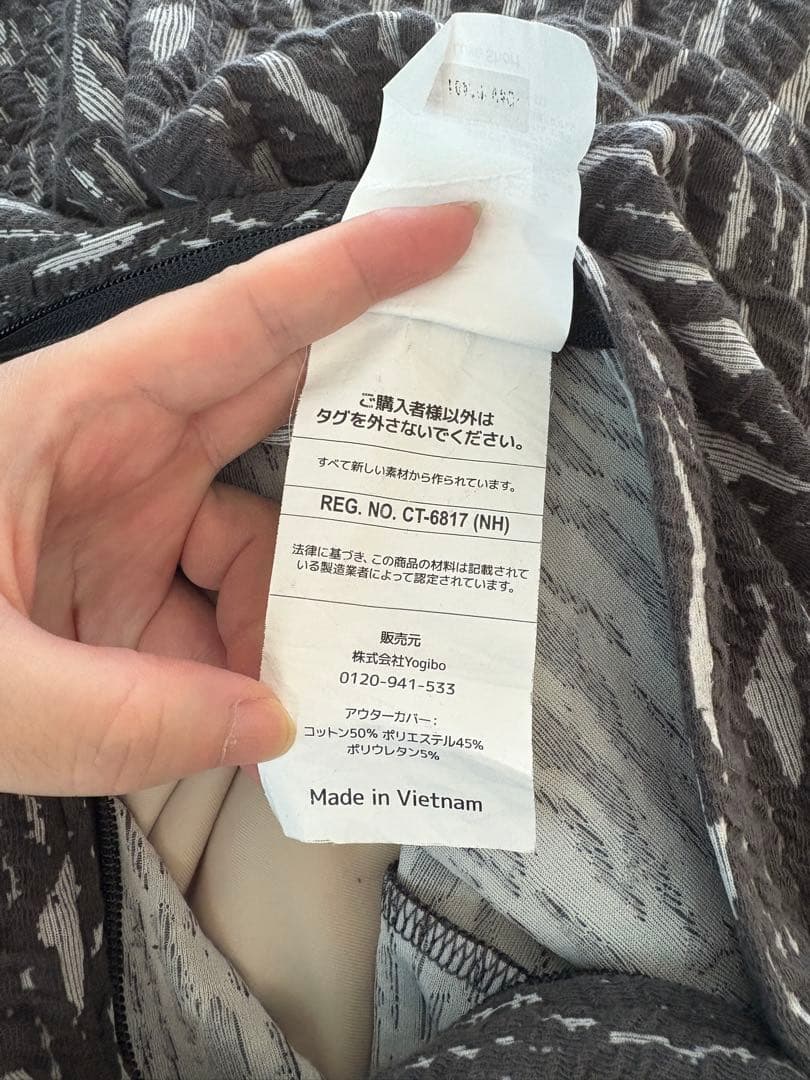 ご購入者様以外は
タグを外さないでください。
すべて新しい素材から作られています。
REG. NO. CT-6817 (NH)
法律に基づき、この商品の材料は記載されて
いる製造業者によって認定されています。
販売元
株式会社Yogibo
0120-941-533
アウターカバー:
コットン50% ポリエステル45%
ポリウレタン5%
Made in Vietnam